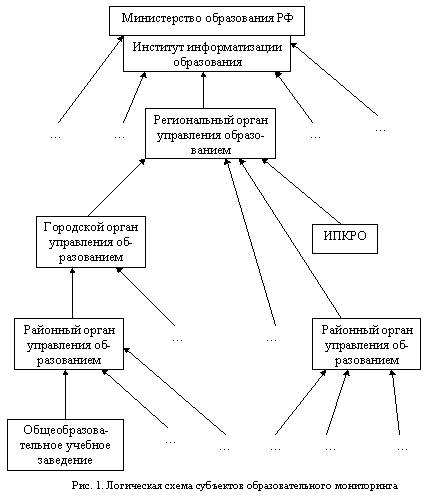 Министерство образования РФ
Институт информатизации
образования
...
...
...
...
Региональный орган
управления образо-
ванием
Городской орган
управления об-
разованием
ИПКРО
...
...
Районный орган
управления об-
разованием
Районный орган
управления об-
разованием
Общеобразова-
тельное учебное
заведение
...
...
...
...
...
Рис. 1. Логическая схема субъектов образовательного мониторинга